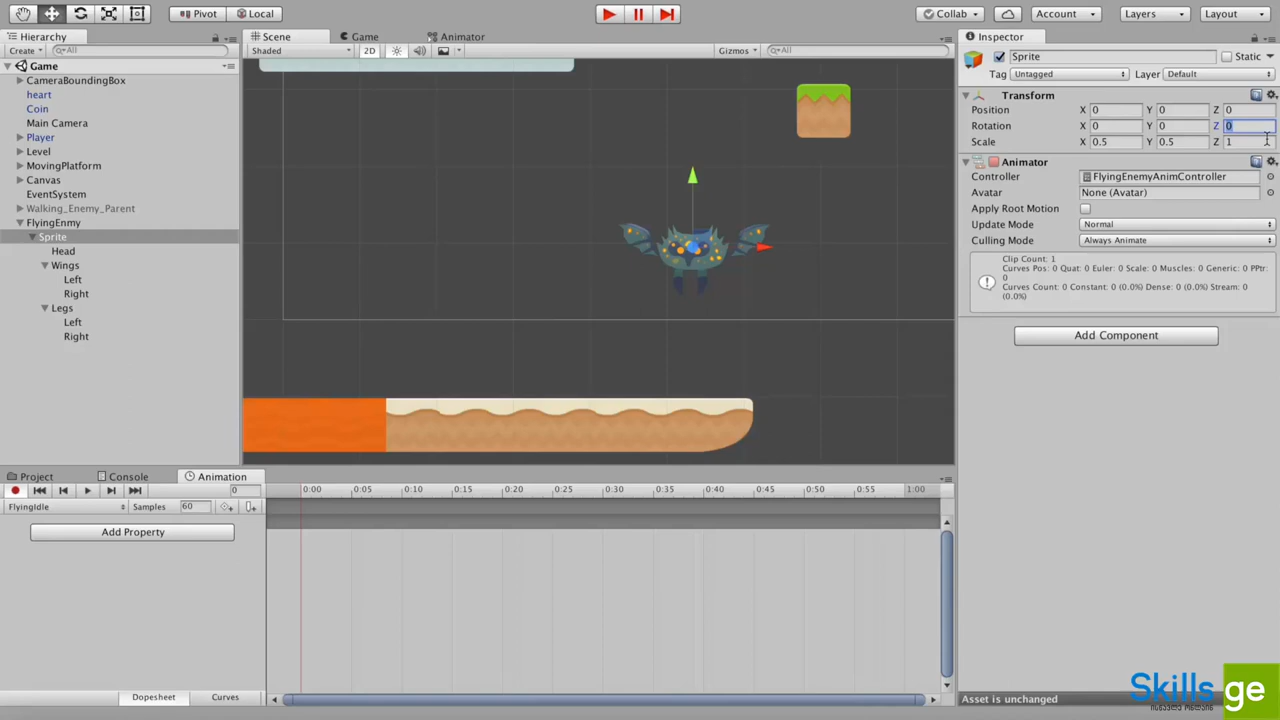 Pivot Local Collab Account Layers Layout
Hierarchy Scene Game Animator Inspector
Create All Shaded 2D Gizmos All Sprite Static
Game Tag Untagged Layer Default
CameraBoundingBox
heart Transform
Coin Position X 0 Y 0 Z 0
Main Camera Rotation X 0 Y 0 Z 0
Player Scale X 0.5 Y 0.5 Z 1
Level
MovingPlatform Animator
Canvas Controller FlyingEnemyAnimController
EventSystem Avatar None (Avatar)
Walking_Enemy_Parent Apply Root Motion
FlyingEnmy Update Mode Normal
Sprite Culling Mode Always Animate
Head Clip Count: 1
Wings Curves Pos: 0 Quat: 0 Euler: 0 Scale: 0 Muscles: 0 Generic: 0 PPtr:
Left 0
Right Curves Count: 0 Constant: 0 (0.0%) Dense: 0 (0.0%) Stream: 0
Legs (0.0%)
Left
Right Add Component
Project Console Animation
0 0:00 0:05 0:10 0:15 0:20 0:25 0:30 0:35 0:40 0:45 0:50 0:55 1:00
FlyingIdle Samples 60
Add Property
Dopesheet Curves
Asset is unchanged
Skills ge
ისწავლე ონლაინ